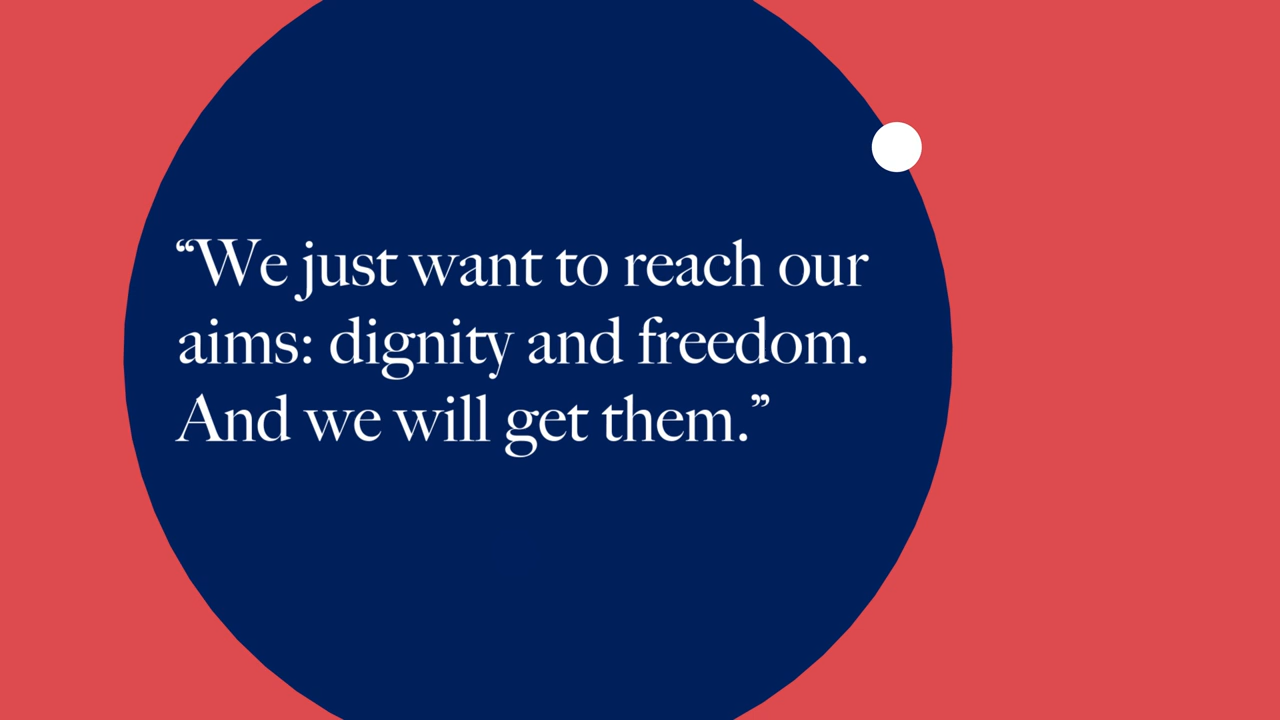 “We just want to reach our
aims: dignity and freedom.
And we will get them.”